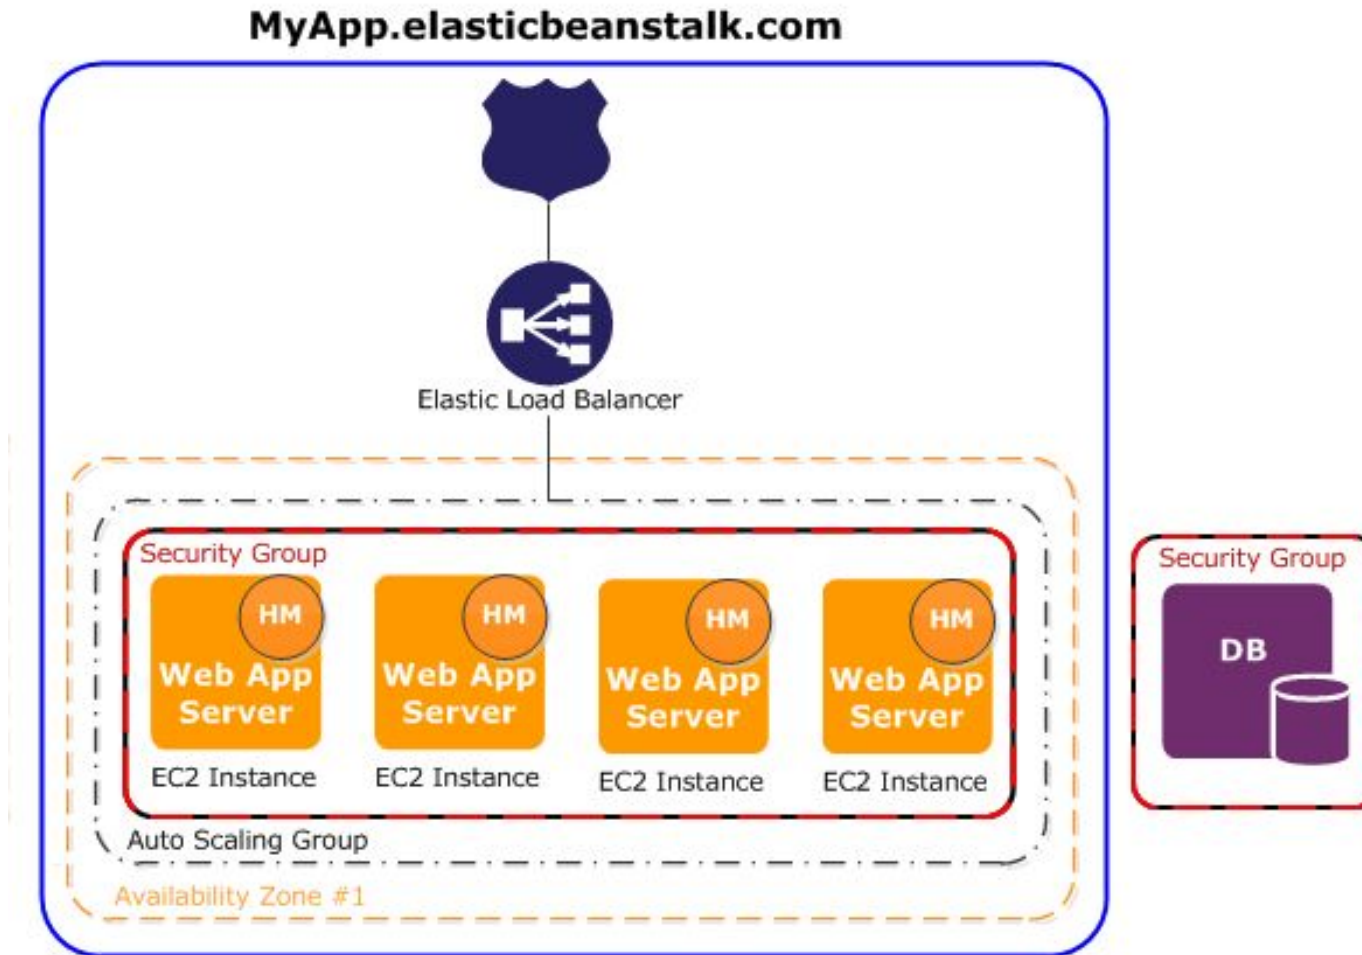 MyApp.elasticbeanstalk.com
Elastic Load Balancer
Security Group
HM
Web App
Server
EC2 Instance
HM
Web App
Server
EC2 Instance
HM
Web App
Server
EC2 Instance
HM
Web App
Server
EC2 Instance
Auto Scaling Group
Availability Zone #1
Security Group
DB